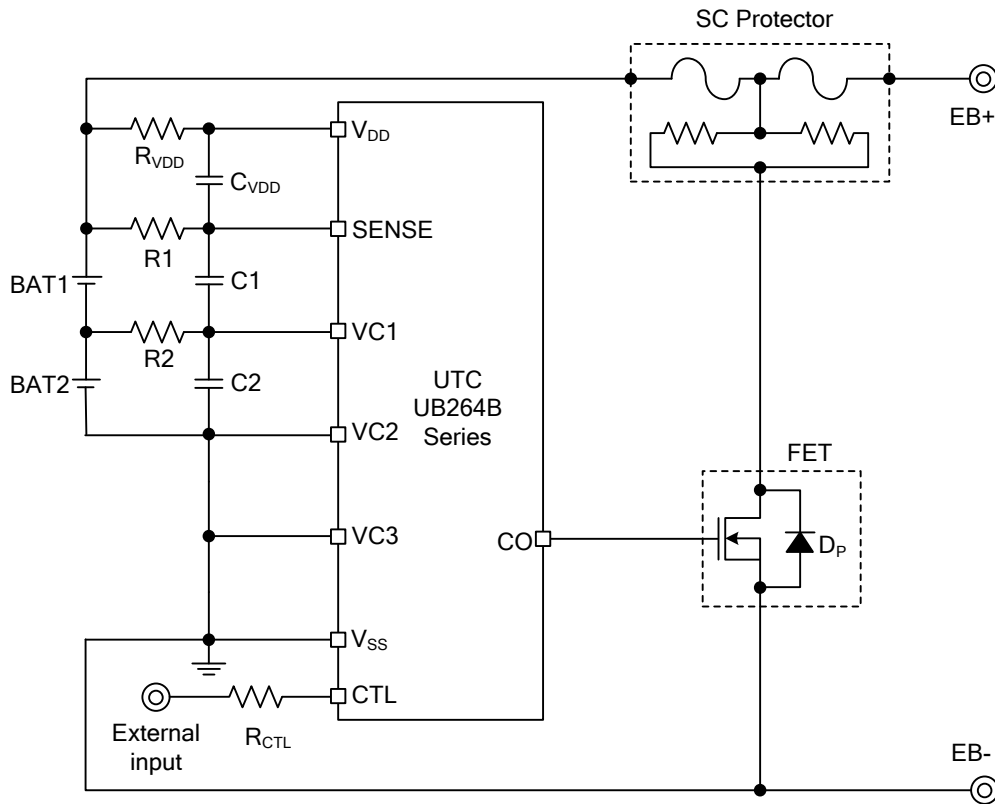 SC Protector
EB+
VDD
RVDD
CVDD
SENSE
R1
BAT1
C1
R2
VC1
BAT2
C2
UTC
UB264B
Series
VC2
FET
VC3
CO
DP
VSS
CTL
External
input
RCTL
EB-